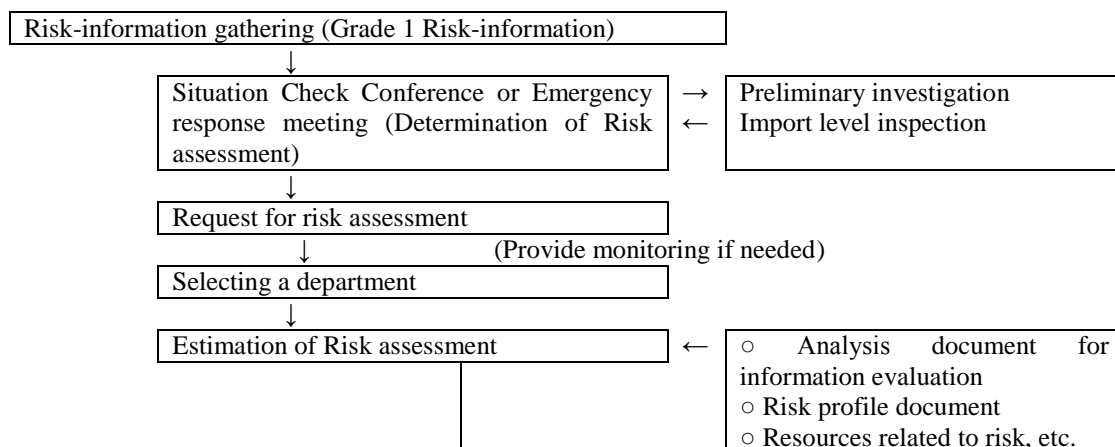 Risk-information gathering (Grade 1 Risk-information)
↓
Situation Check Conference or Emergency
response meeting (Determination of Risk
assessment)
→
←
Preliminary investigation
Import level inspection
↓
Request for risk assessment
↓
(Provide monitoring if needed)
Selecting a department
↓
Estimation of Risk assessment
←
○ Analysis document for
information evaluation
○ Risk profile document
○ Resources related to risk, etc.